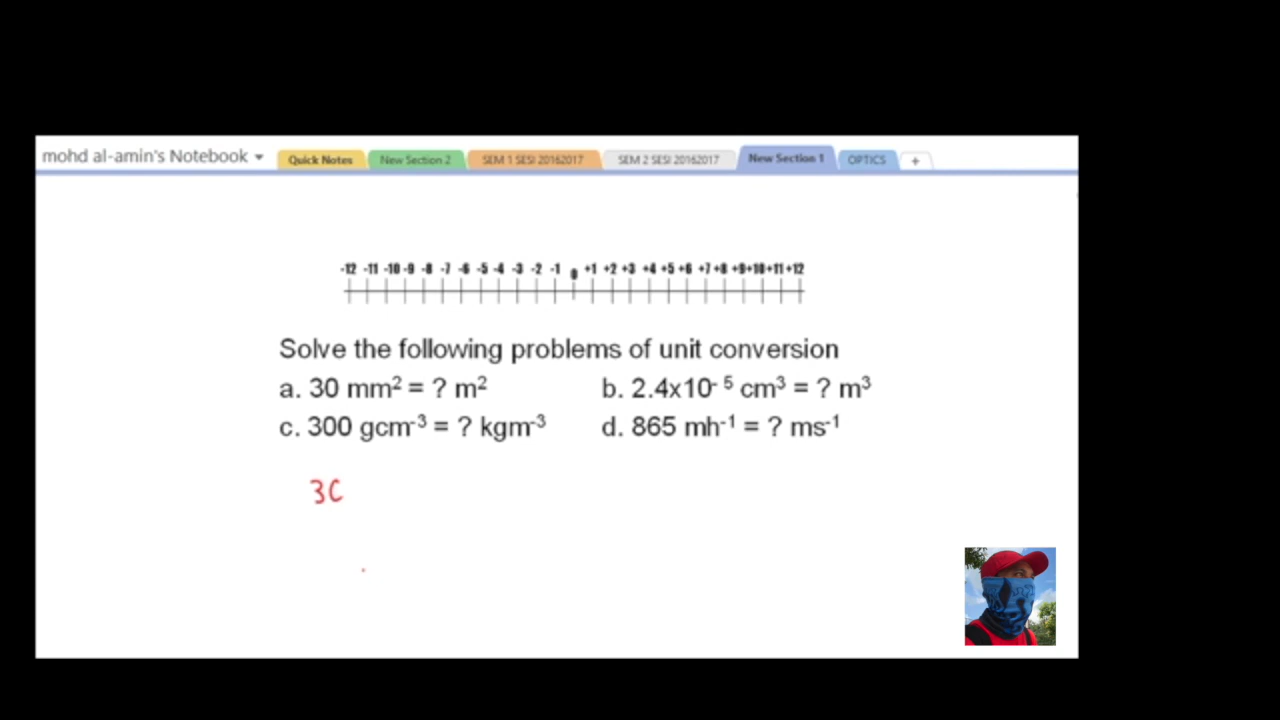 mohd al-amin's Notebook Quick Notes New Section 2 SEM 1 SESI 20162017 SEM 2 SESI 20162017 New Section 1 OPTICS +
-12 -11 -10 -9 -8 -7 -6 -5 -4 -3 -2 -1 0 +1 +2 +3 +4 +5 +6 +7 +8 +9 +10 +11 +12
Solve the following problems of unit conversion
a. 30 mm² = ? m² b. 2.4x10⁻⁵ cm³ = ? m³
c. 300 gcm⁻³ = ? kgm⁻³ d. 865 mh⁻¹ = ? ms⁻¹
3C